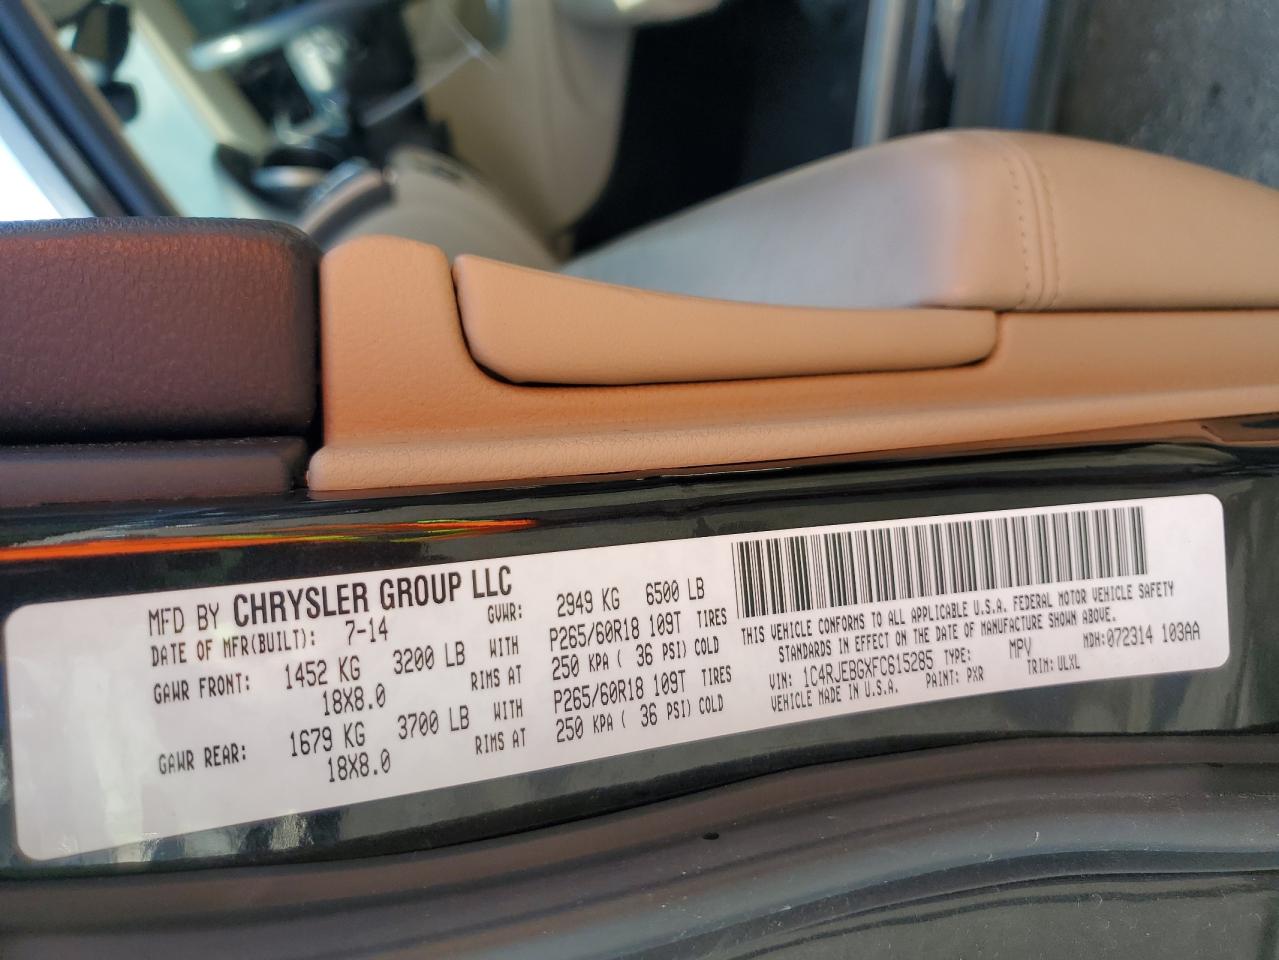 MFD BY CHRYSLER GROUP LLC
DATE OF MFR(BUILT): 7-14 GVWR: 2949 KG 6500 LB
GAWR FRONT: 1452 KG 3200 LB WITH P265/60R18 109T TIRES
18X8.0 RIMS AT 250 KPA ( 36 PSI) COLD
GAWR REAR: 1679 KG 3700 LB WITH P265/60R18 109T TIRES
18X8.0 RIMS AT 250 KPA ( 36 PSI) COLD
THIS VEHICLE CONFORMS TO ALL APPLICABLE U.S.A. FEDERAL MOTOR VEHICLE SAFETY
STANDARDS IN EFFECT ON THE DATE OF MANUFACTURE SHOWN ABOVE.
VIN: 1C4RJEBGXFC615285 TYPE: MPV MDH:072314 103AA
VEHICLE MADE IN U.S.A. PAINT: PXR TRIM: ULXL